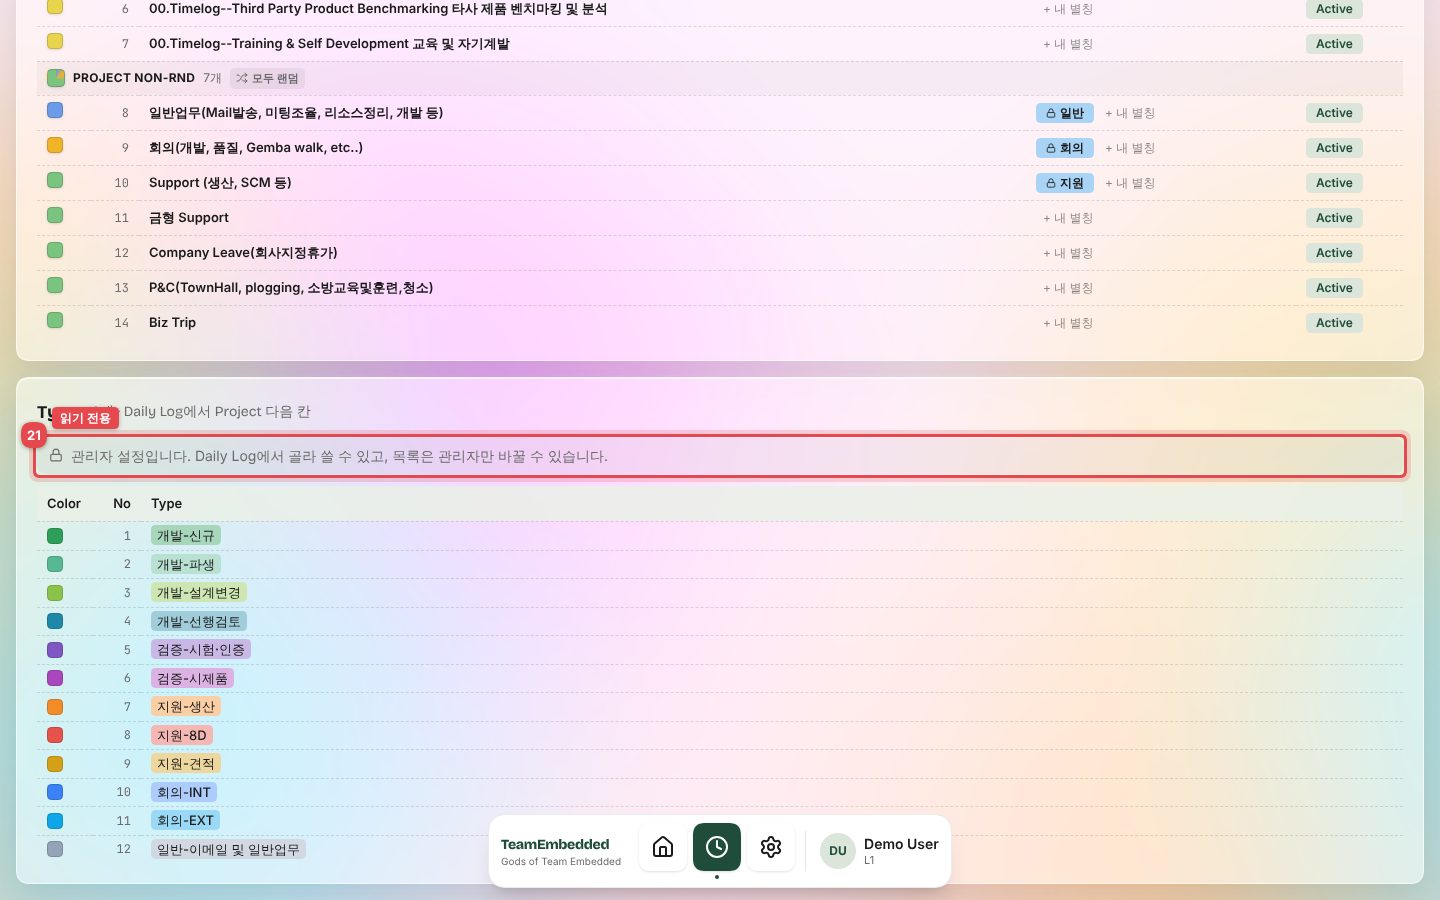 6 00.Timelog--Third Party Product Benchmarking 타사 제품 벤치마킹 및 분석 + 내 별칭 Active
7 00.Timelog--Training & Self Development 교육 및 자기계발 + 내 별칭 Active
PROJECT NON-RND 7개 모두 랜덤
8 일반업무(Mail발송, 미팅조율, 리소스정리, 개발 등) 일반 + 내 별칭 Active
9 회의(개발, 품질, Gemba walk, etc..) 회의 + 내 별칭 Active
10 Support (생산, SCM 등) 지원 + 내 별칭 Active
11 금형 Support + 내 별칭 Active
12 Company Leave(회사지정휴가) + 내 별칭 Active
13 P&C(TownHall, plogging, 소방교육및훈련,청소) + 내 별칭 Active
14 Biz Trip + 내 별칭 Active
Daily Log에서 Project 다음 칸
읽기 전용
21
관리자 설정입니다. Daily Log에서 골라 쓸 수 있고, 목록은 관리자만 바꿀 수 있습니다.
Color No Type
1 개발-신규
2 개발-파생
3 개발-설계변경
4 개발-선행검토
5 검증-시험·인증
6 검증-시제품
7 지원-생산
8 지원-8D
9 지원-견적
10 회의-INT
11 회의-EXT
12 일반-이메일 및 일반업무
TeamEmbedded
Gods of Team Embedded
DU
Demo User
L1